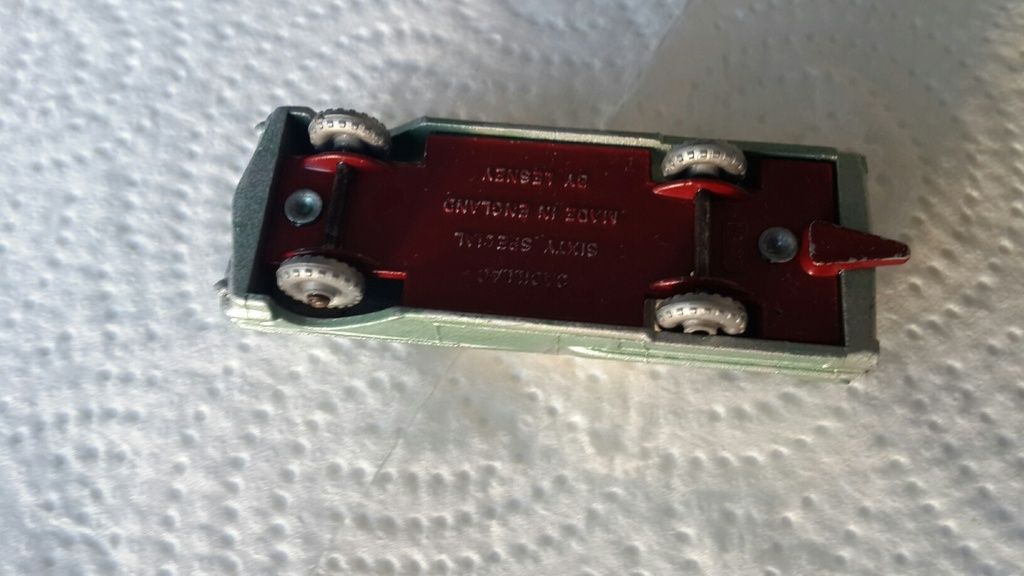 CADILLAC
SIXTY SPECIAL
MADE IN ENGLAND
BY LESNEY